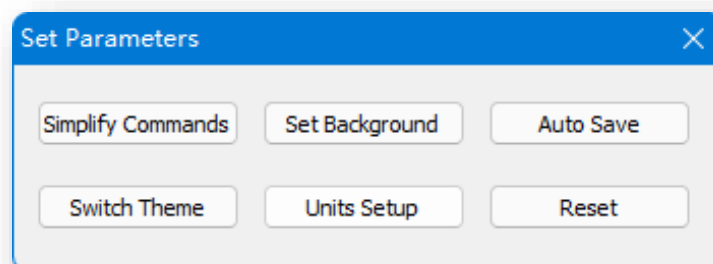 Set Parameters
Simplify Commands Set Background Auto Save
Switch Theme Units Setup Reset